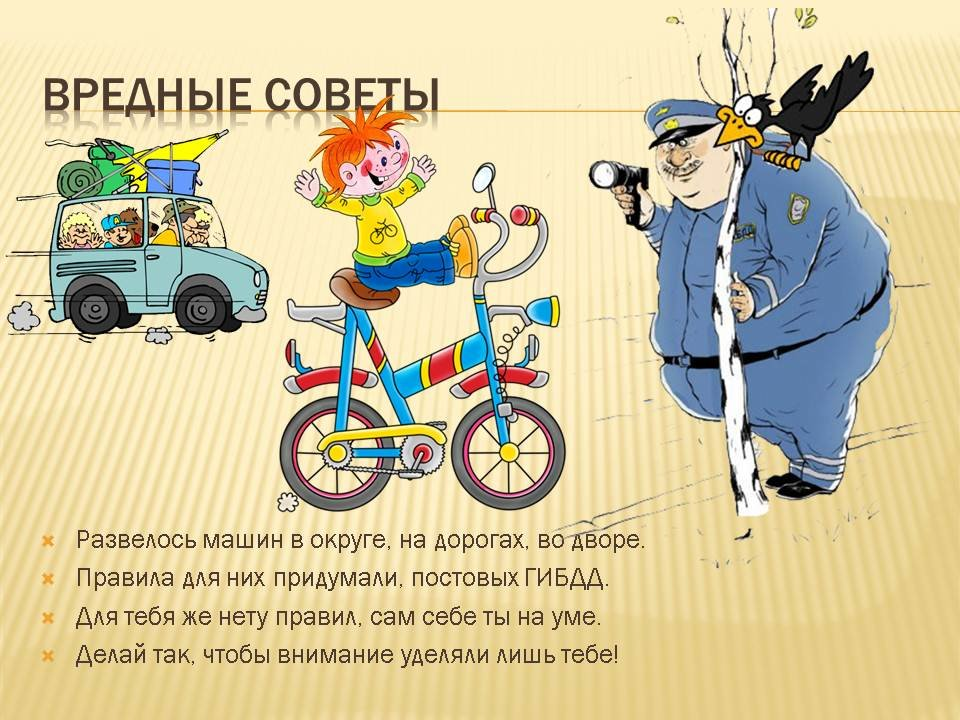 ВРЕДНЫЕ СОВЕТЫ
Развелось машин в округе, на дорогах, во дворе.
Правила для них придумали, постовых ГИБДД.
Для тебя же нету правил, сам себе ты на уме.
Делай так, чтобы внимание уделяли лишь тебе!